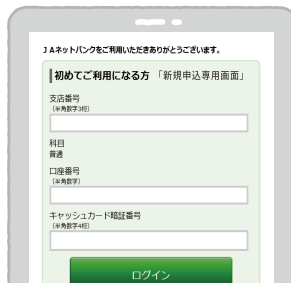 JAネットバンクをご利用いただきありがとうございます。
初めてご利用になる方 「新規申込専用画面」
支店番号
(半角数字3桁)
科目
普通
口座番号
(半角数字)
キャッシュカード暗証番号
(半角数字4桁)
ログイン